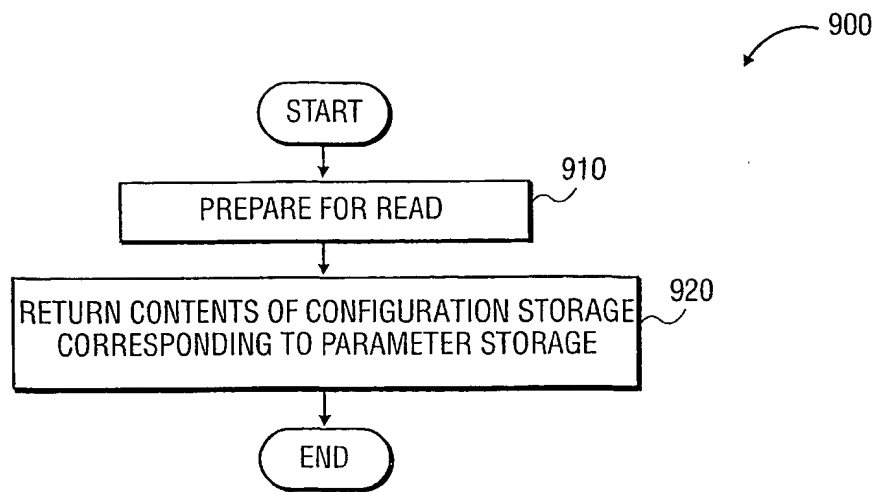 900
START
910
PREPARE FOR READ
920
RETURN CONTENTS OF CONFIGURATION STORAGE
CORRESPONDING TO PARAMETER STORAGE
END